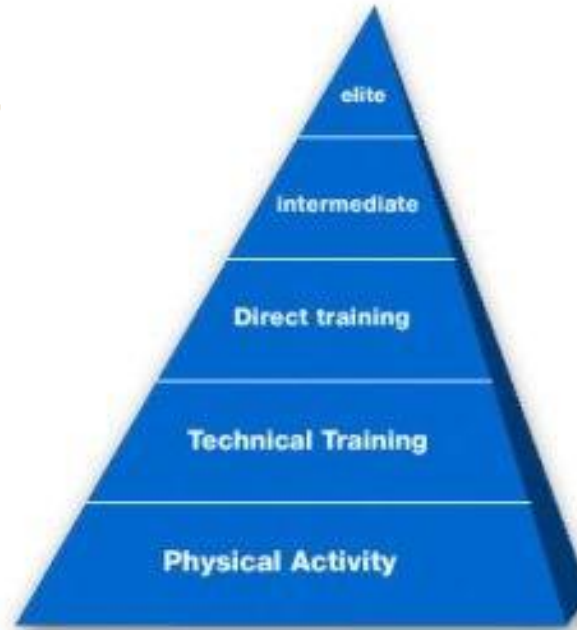 elite
intermediate
Direct training
Technical Training
Physical Activity